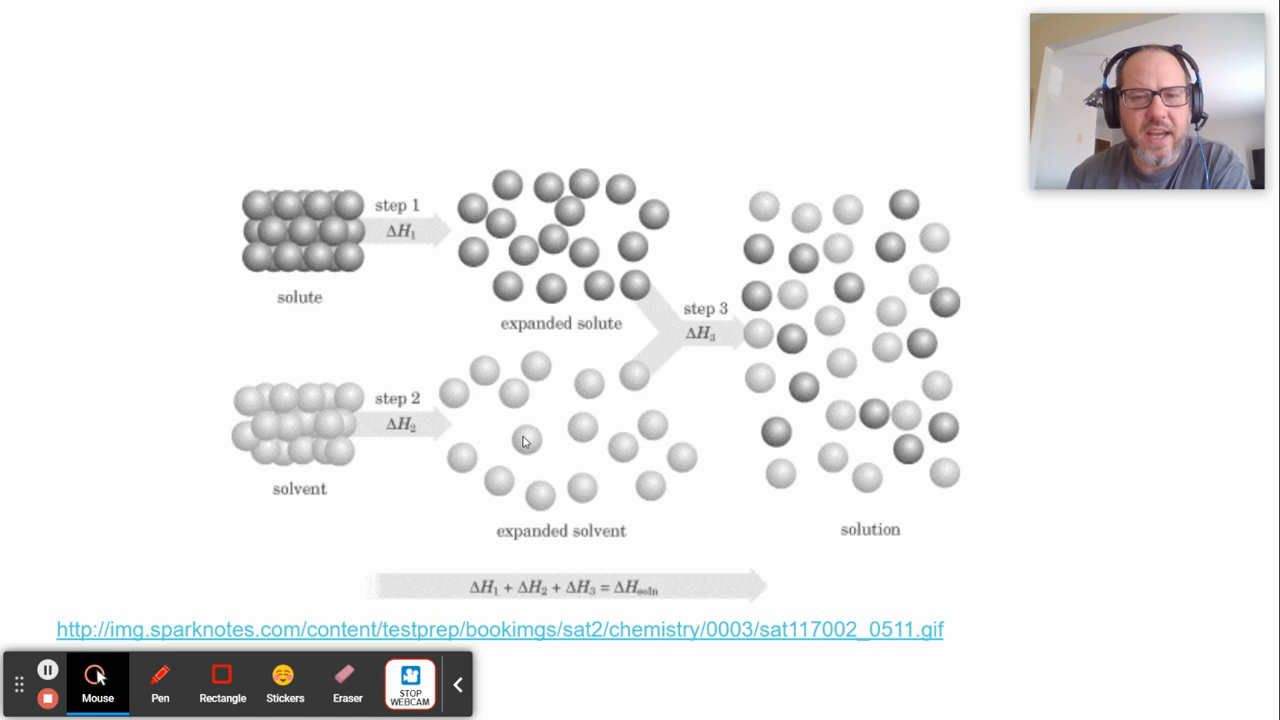 step 1
ΔH₁
solute
expanded solute
step 3
ΔH₃
step 2
ΔH₂
solvent
expanded solvent
solution
ΔH₁ + ΔH₂ + ΔH₃ = ΔHsoln
http://img.sparknotes.com/content/testprep/bookimgs/sat2/chemistry/0003/sat117002_0511.gif
Mouse
Pen
Rectangle
Stickers
Eraser
STOP
WEBCAM